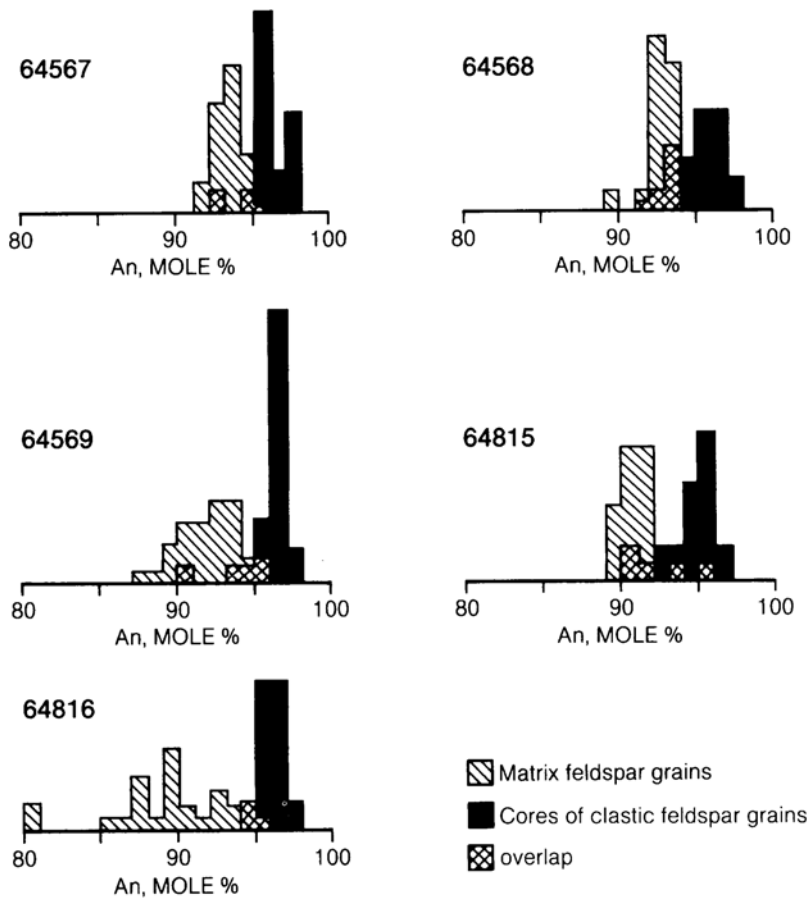 64567
80 90 100
An, MOLE %
64568
80 90 100
An, MOLE %
64569
80 90 100
An, MOLE %
64815
80 90 100
An, MOLE %
64816
80 90 100
An, MOLE %
Matrix feldspar grains
Cores of clastic feldspar grains
overlap